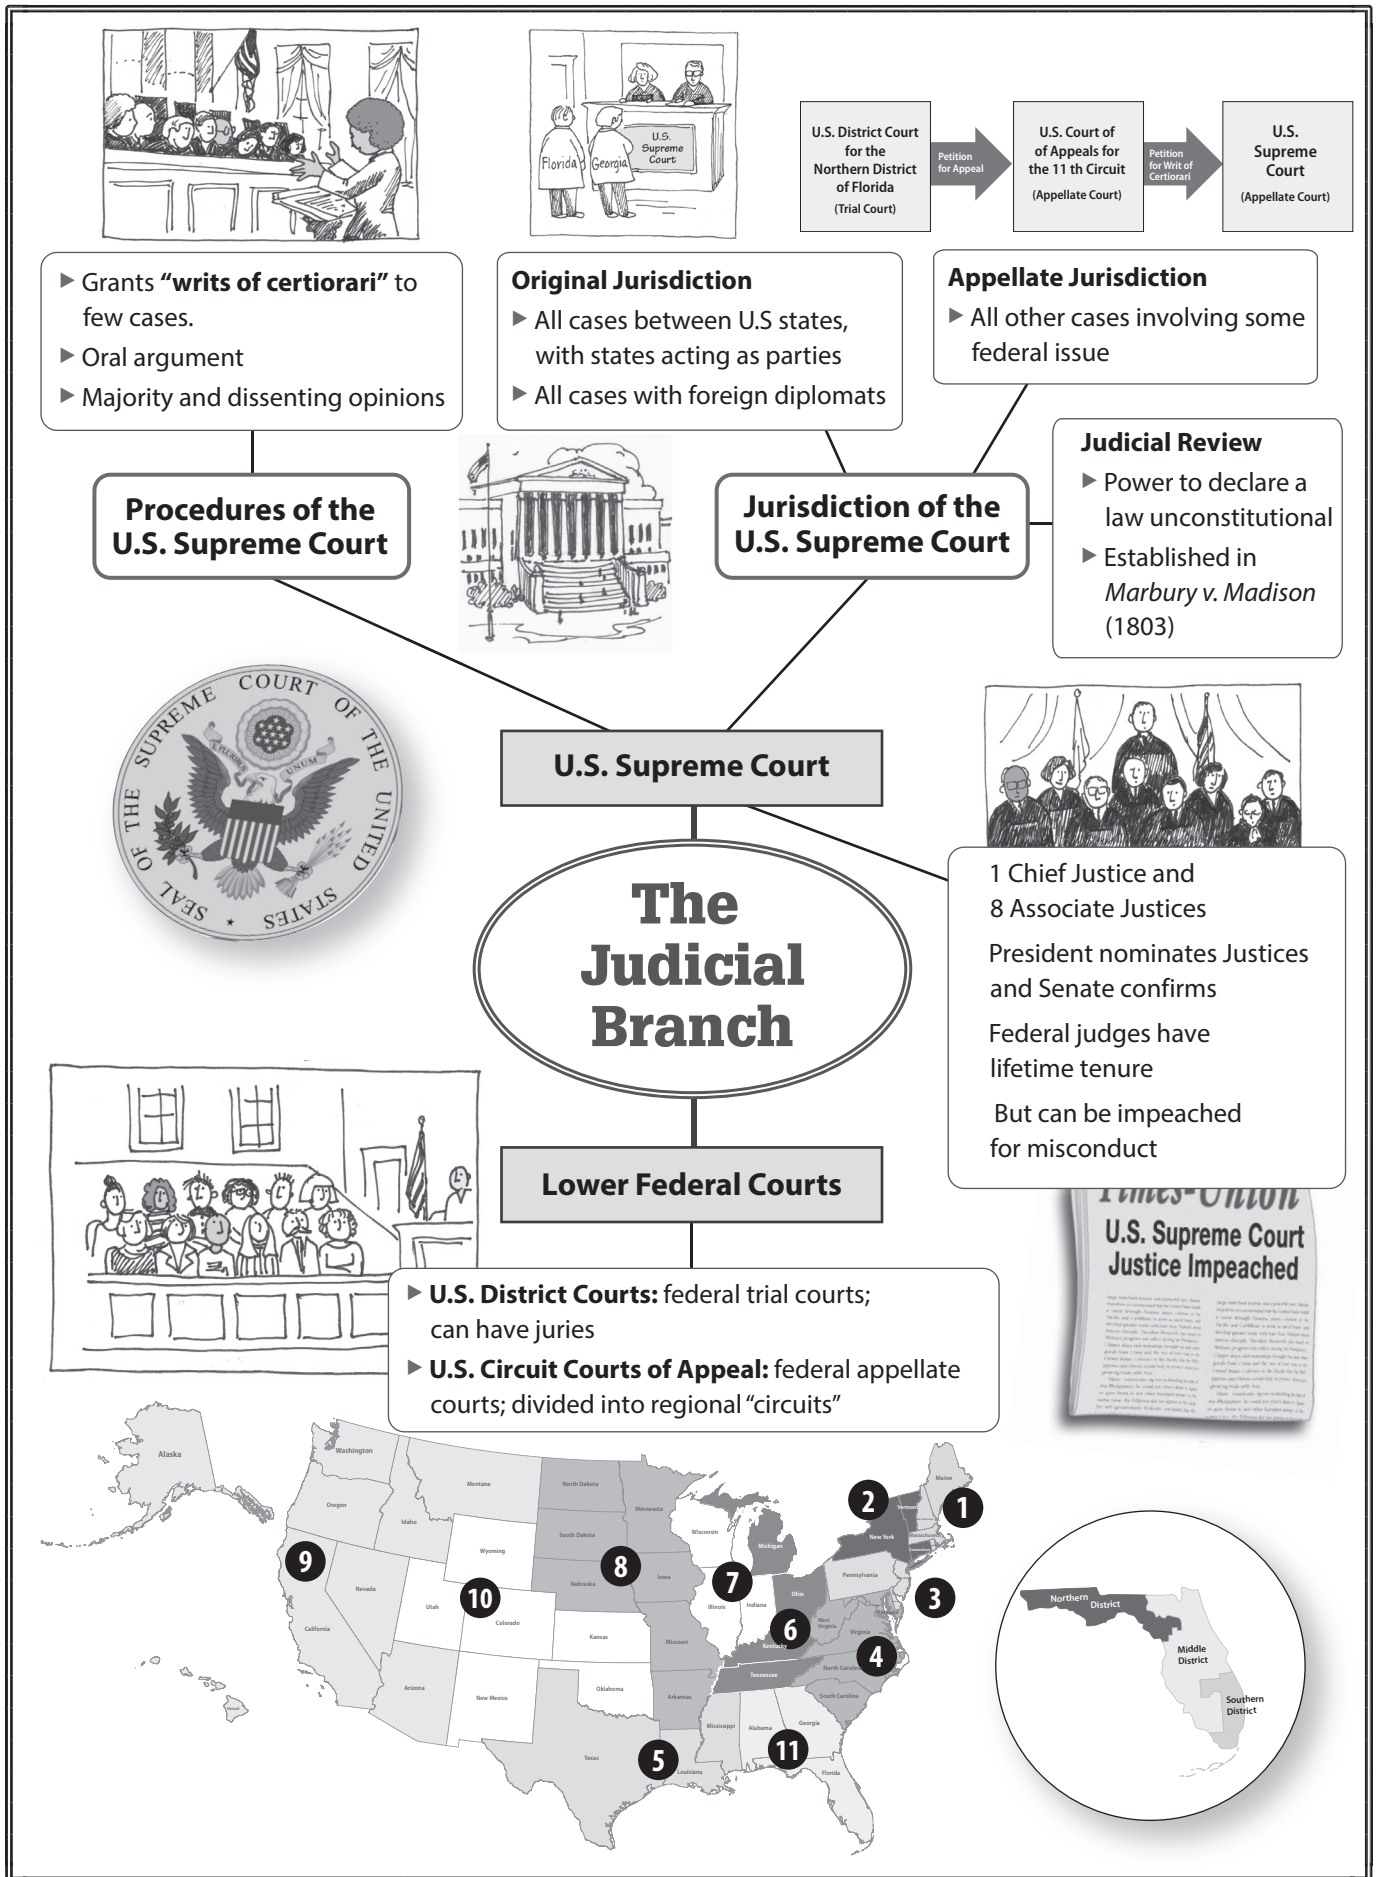 Florida
Georgia
U.S.
Supreme
Court
U.S. District Court
for the
Northern District
of Florida
(Trial Court)
Petition
for Appeal
U.S. Court of
of Appeals for
the 11 th Circuit
(Appellate Court)
Petition
for Writ of
Certiorari
U.S.
Supreme
Court
(Appellate Court)
▶ Grants “writs of certiorari” to
few cases.
▶ Oral argument
▶ Majority and dissenting opinions
Original Jurisdiction
▶ All cases between U.S states,
with states acting as parties
▶ All cases with foreign diplomats
Appellate Jurisdiction
▶ All other cases involving some
federal issue
Judicial Review
▶ Power to declare a
law unconstitutional
▶ Established in
Marbury v. Madison
(1803)
Procedures of the
U.S. Supreme Court
Jurisdiction of the
U.S. Supreme Court
SEAL OF THE SUPREME COURT OF THE UNITED STATES ★
E PLURIBUS UNUM
U.S. Supreme Court
The
Judicial
Branch
1 Chief Justice and
8 Associate Justices
President nominates Justices
and Senate confirms
Federal judges have
lifetime tenure
But can be impeached
for misconduct
Lower Federal Courts
Times-Union
U.S. Supreme Court
Justice Impeached
▶ U.S. District Courts: federal trial courts;
can have juries
▶ U.S. Circuit Courts of Appeal: federal appellate
courts; divided into regional “circuits”
Alaska
Washington
Oregon
Idaho
Montana
North Dakota
South Dakota
Minnesota
Wisconsin
Michigan
Wyoming
Nebraska
Iowa
Nevada
Utah
Colorado
California
Kansas
Missouri
Illinois
Indiana
Ohio
Kentucky
West
Virginia
Virginia
Pennsylvania
New York
Vermont
Maine
Massachusetts
Connecticut
Maryland
Arizona
New Mexico
Oklahoma
Arkansas
Tennessee
North Carolina
South Carolina
Texas
Louisiana
Mississippi
Alabama
Georgia
Florida
Hawaii
9
10
8
7
6
2
1
3
4
5
11
Northern
District
Middle
District
Southern
District